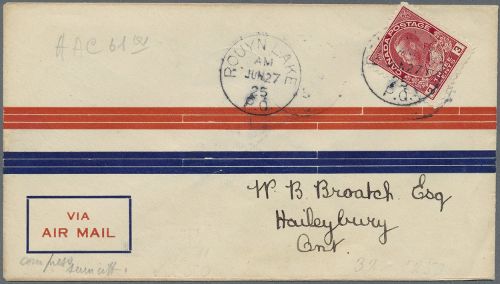 AAC 61
ROUYN LAKE
AM
JUN 27
25
P.Q.
CANADA POSTAGE
3
P.Q.
W. B. Broatch Esq
Haileybury
Ont.
VIA
AIR MAIL